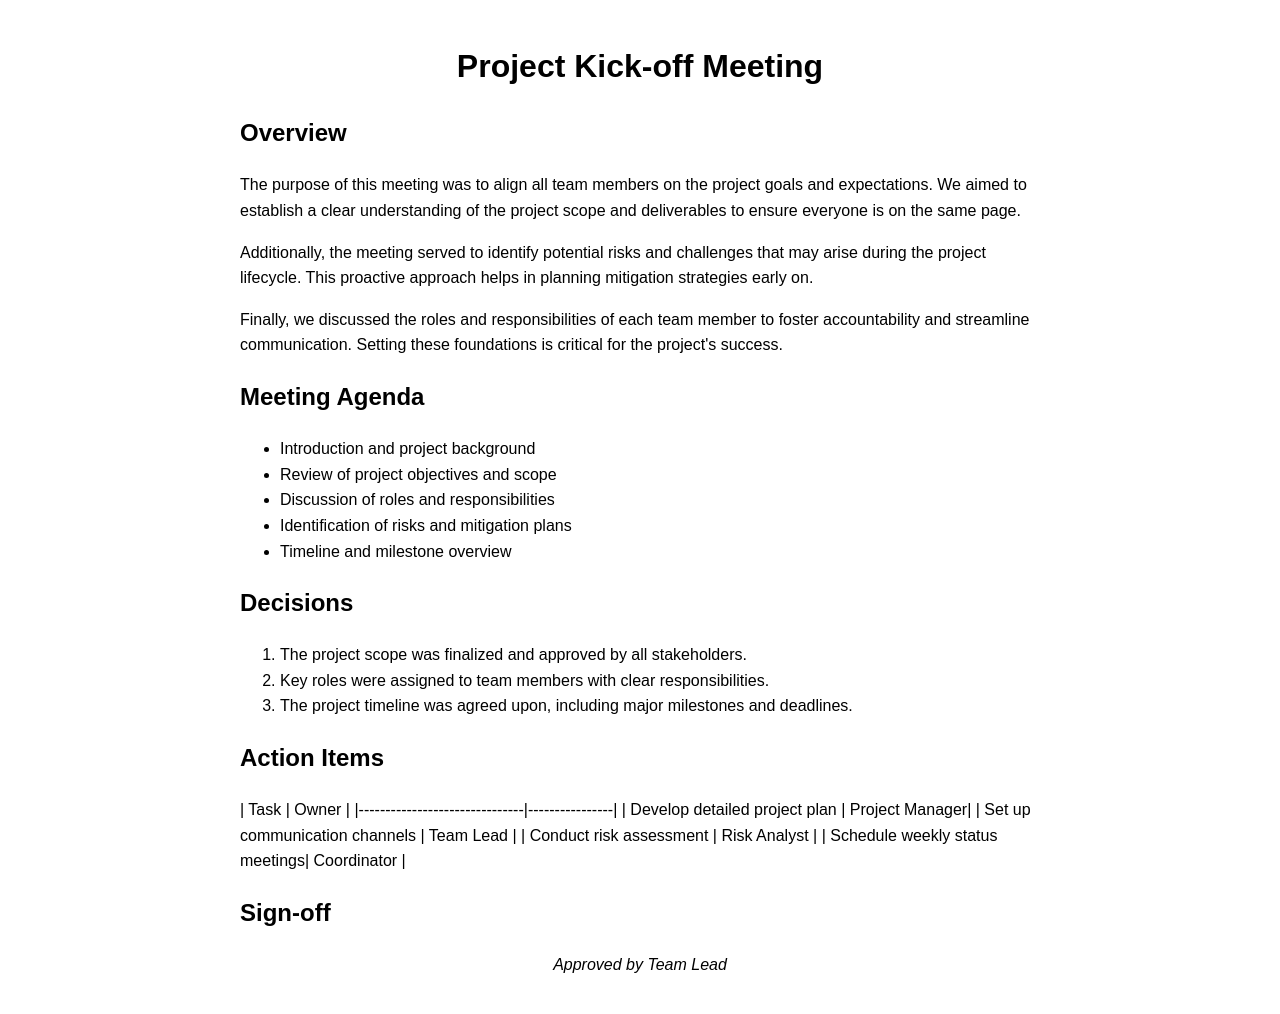 Project Kick-off Meeting
Overview
The purpose of this meeting was to align all team members on the project goals and expectations. We aimed to
establish a clear understanding of the project scope and deliverables to ensure everyone is on the same page.
Additionally, the meeting served to identify potential risks and challenges that may arise during the project
lifecycle. This proactive approach helps in planning mitigation strategies early on.
Finally, we discussed the roles and responsibilities of each team member to foster accountability and streamline
communication. Setting these foundations is critical for the project's success.
Meeting Agenda
• Introduction and project background
• Review of project objectives and scope
• Discussion of roles and responsibilities
• Identification of risks and mitigation plans
• Timeline and milestone overview
Decisions
1. The project scope was finalized and approved by all stakeholders.
2. Key roles were assigned to team members with clear responsibilities.
3. The project timeline was agreed upon, including major milestones and deadlines.
Action Items
| Task | Owner | |-------------------------------|----------------| | Develop detailed project plan | Project Manager| | Set up
communication channels | Team Lead | | Conduct risk assessment | Risk Analyst | | Schedule weekly status
meetings| Coordinator |
Sign-off
Approved by Team Lead